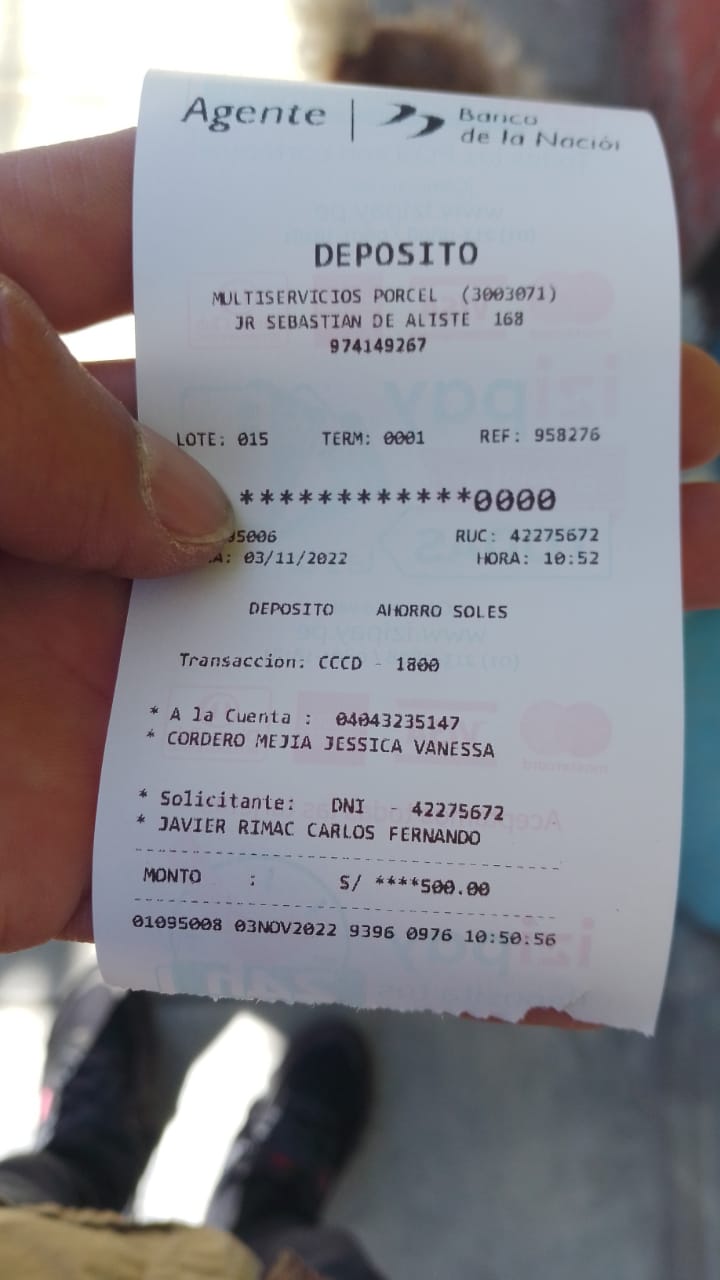 Agente | Banco
de la Nación
DEPOSITO
MULTISERVICIOS PORCEL (3003071)
JR SEBASTIAN DE ALISTE 168
974149267
LOTE: 015 TERM: 0001 REF: 958276
************0000
95006 RUC: 42275672
A: 03/11/2022 HORA: 10:52
DEPOSITO AHORRO SOLES
Transaccion: CCCD - 1800
* A la Cuenta : 04043235147
* CORDERO MEJIA JESSICA VANESSA
* Solicitante: DNI - 42275672
* JAVIER RIMAC CARLOS FERNANDO
MONTO : S/ ****500.00
01095008 03NOV2022 9396 0976 10:50:56